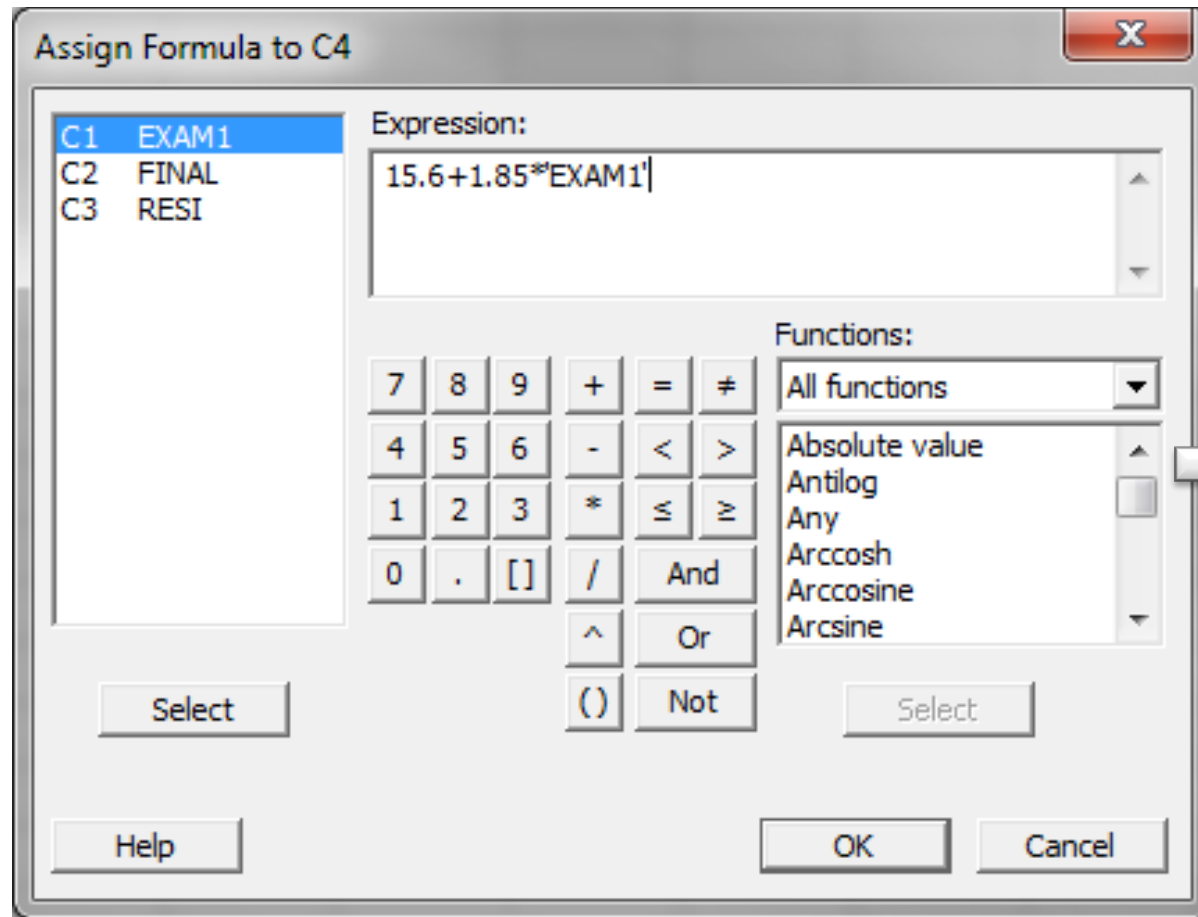 Assign Formula to C4
C1 EXAM1
C2 FINAL
C3 RESI
Select
Expression:
15.6+1.85*'EXAM1'
Functions:
All functions
7 8 9 + = ≠
4 5 6 - < >
1 2 3 * ≤ ≥
0 . [] / And
^ Or
() Not
Absolute value
Antilog
Any
Arccosh
Arccosine
Arcsine
Select
Help
OK
Cancel